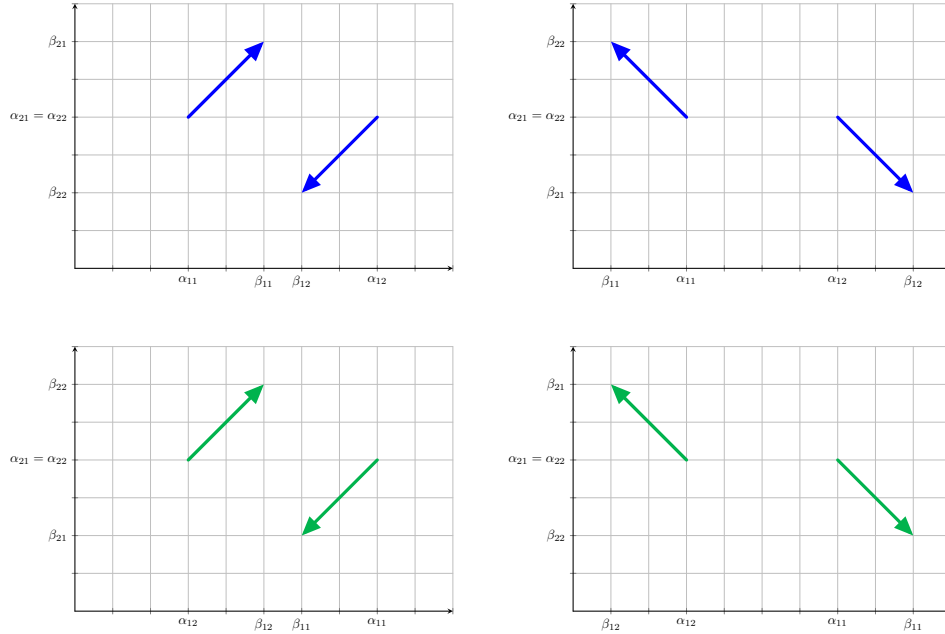 β₂₁
α₂₁ = α₂₂
β₂₂
α₁₁ β₁₁ β₁₂ α₁₂
β₂₂
α₂₁ = α₂₂
β₂₁
β₁₁ α₁₁ α₁₂ β₁₂
β₂₂
α₂₁ = α₂₂
β₂₁
α₁₂ β₁₂ β₁₁ α₁₁
β₂₁
α₂₁ = α₂₂
β₂₂
β₁₂ α₁₂ α₁₁ β₁₁